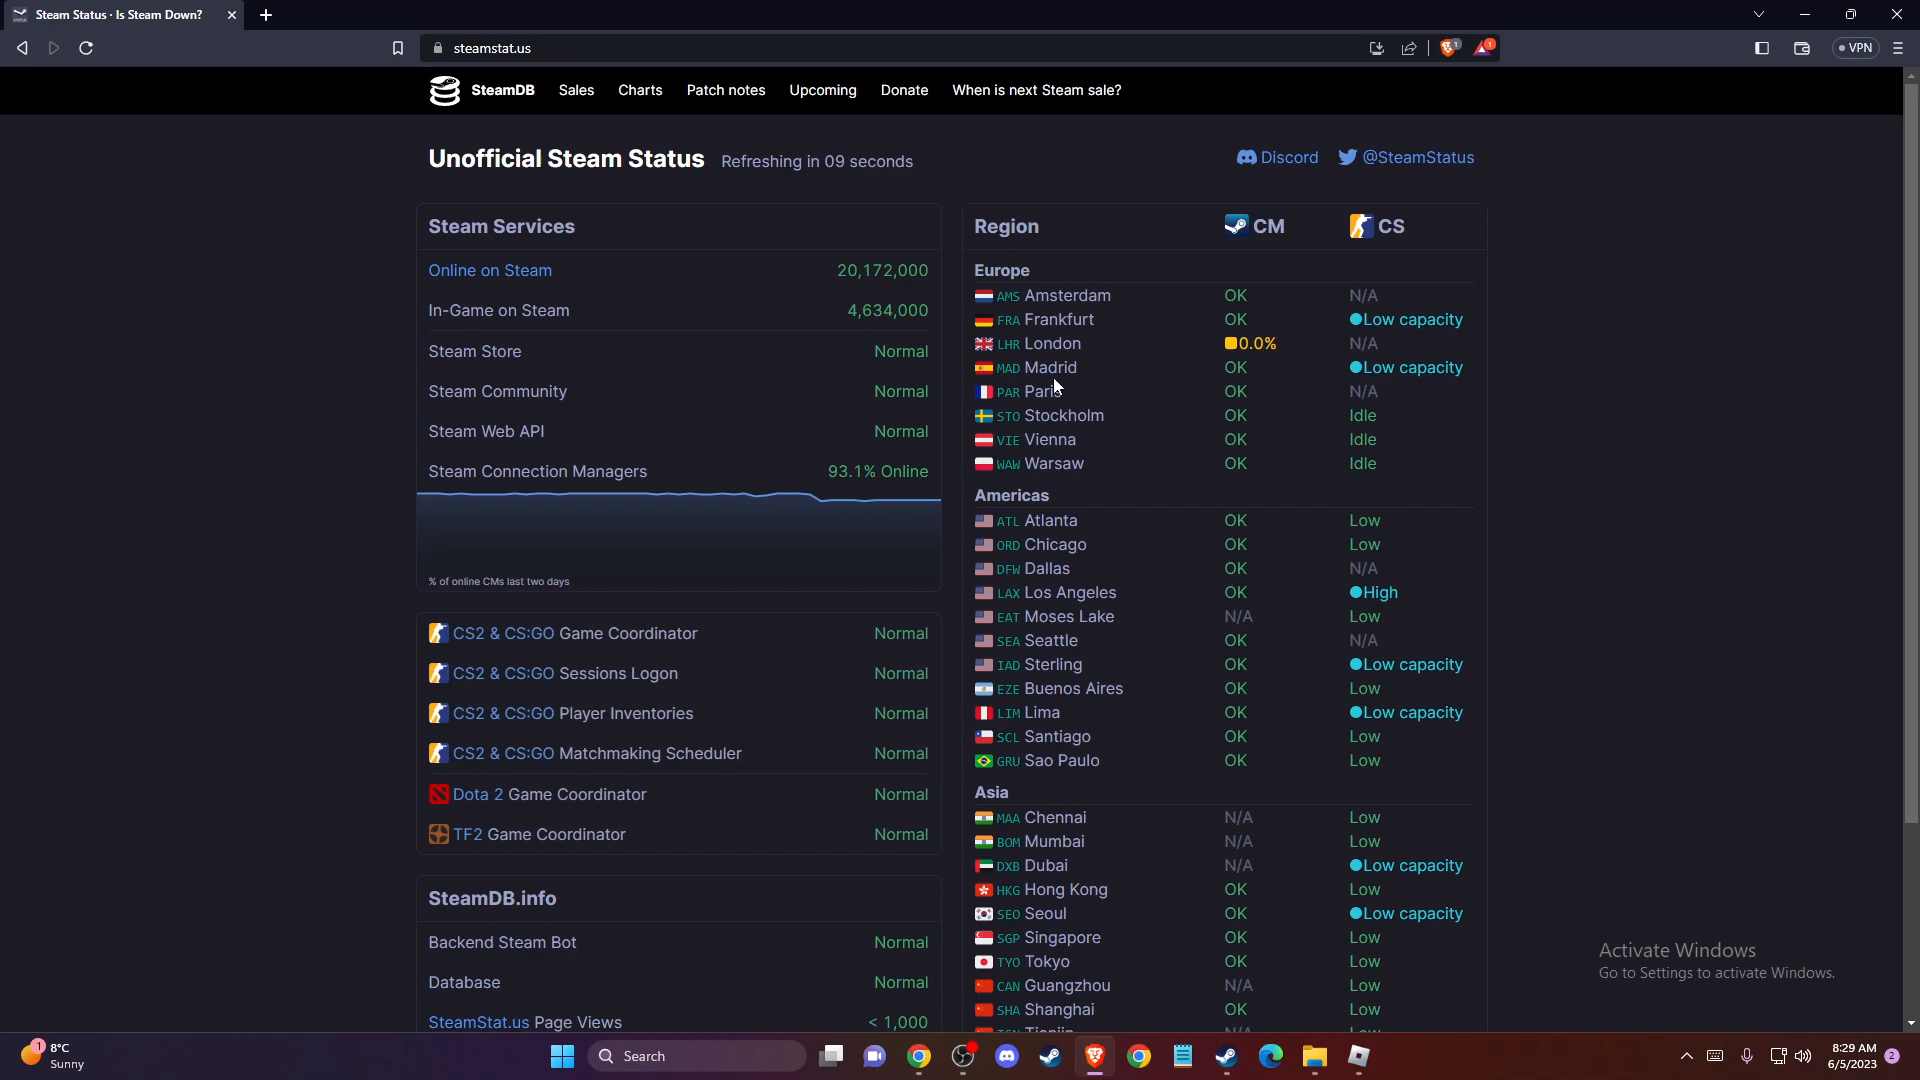 Steam Status · Is Steam Down?
steamstat.us
VPN
SteamDB Sales Charts Patch notes Upcoming Donate When is next Steam sale?
Unofficial Steam Status Refreshing in 09 seconds
Discord @SteamStatus
Steam Services
Online on Steam 20,172,000
In-Game on Steam 4,634,000
Steam Store Normal
Steam Community Normal
Steam Web API Normal
Steam Connection Managers 93.1% Online
% of online CMs last two days
CS2 & CS:GO Game Coordinator Normal
CS2 & CS:GO Sessions Logon Normal
CS2 & CS:GO Player Inventories Normal
CS2 & CS:GO Matchmaking Scheduler Normal
Dota 2 Game Coordinator Normal
TF2 Game Coordinator Normal
SteamDB.info
Backend Steam Bot Normal
Database Normal
SteamStat.us Page Views < 1,000
Region CM CS
Europe
AMS Amsterdam OK N/A
FRA Frankfurt OK Low capacity
LHR London 0.0% N/A
MAD Madrid OK Low capacity
PAR Paris OK N/A
STO Stockholm OK Idle
VIE Vienna OK Idle
WAW Warsaw OK Idle
Americas
ATL Atlanta OK Low
ORD Chicago OK Low
DFW Dallas OK N/A
LAX Los Angeles OK High
EAT Moses Lake N/A Low
SEA Seattle OK N/A
IAD Sterling OK Low capacity
EZE Buenos Aires OK Low
LIM Lima OK Low capacity
SCL Santiago OK Low
GRU Sao Paulo OK Low
Asia
MAA Chennai N/A Low
BOM Mumbai N/A Low
DXB Dubai N/A Low capacity
HKG Hong Kong OK Low
SEO Seoul OK Low capacity
SGP Singapore OK Low
TYO Tokyo OK Low
CAN Guangzhou N/A Low
SHA Shanghai OK Low
Activate Windows
Go to Settings to activate Windows.
1 8°C
Sunny
Search
8:29 AM
6/5/2023
2